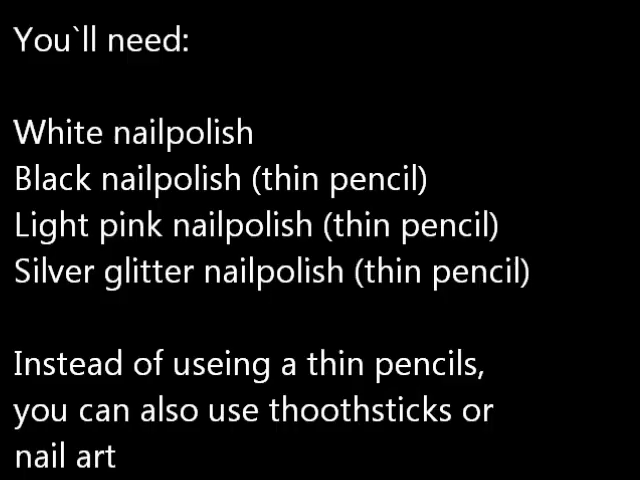 You`ll need:
White nailpolish
Black nailpolish (thin pencil)
Light pink nailpolish (thin pencil)
Silver glitter nailpolish (thin pencil)
Instead of useing a thin pencils,
you can also use thoothsticks or
nail art